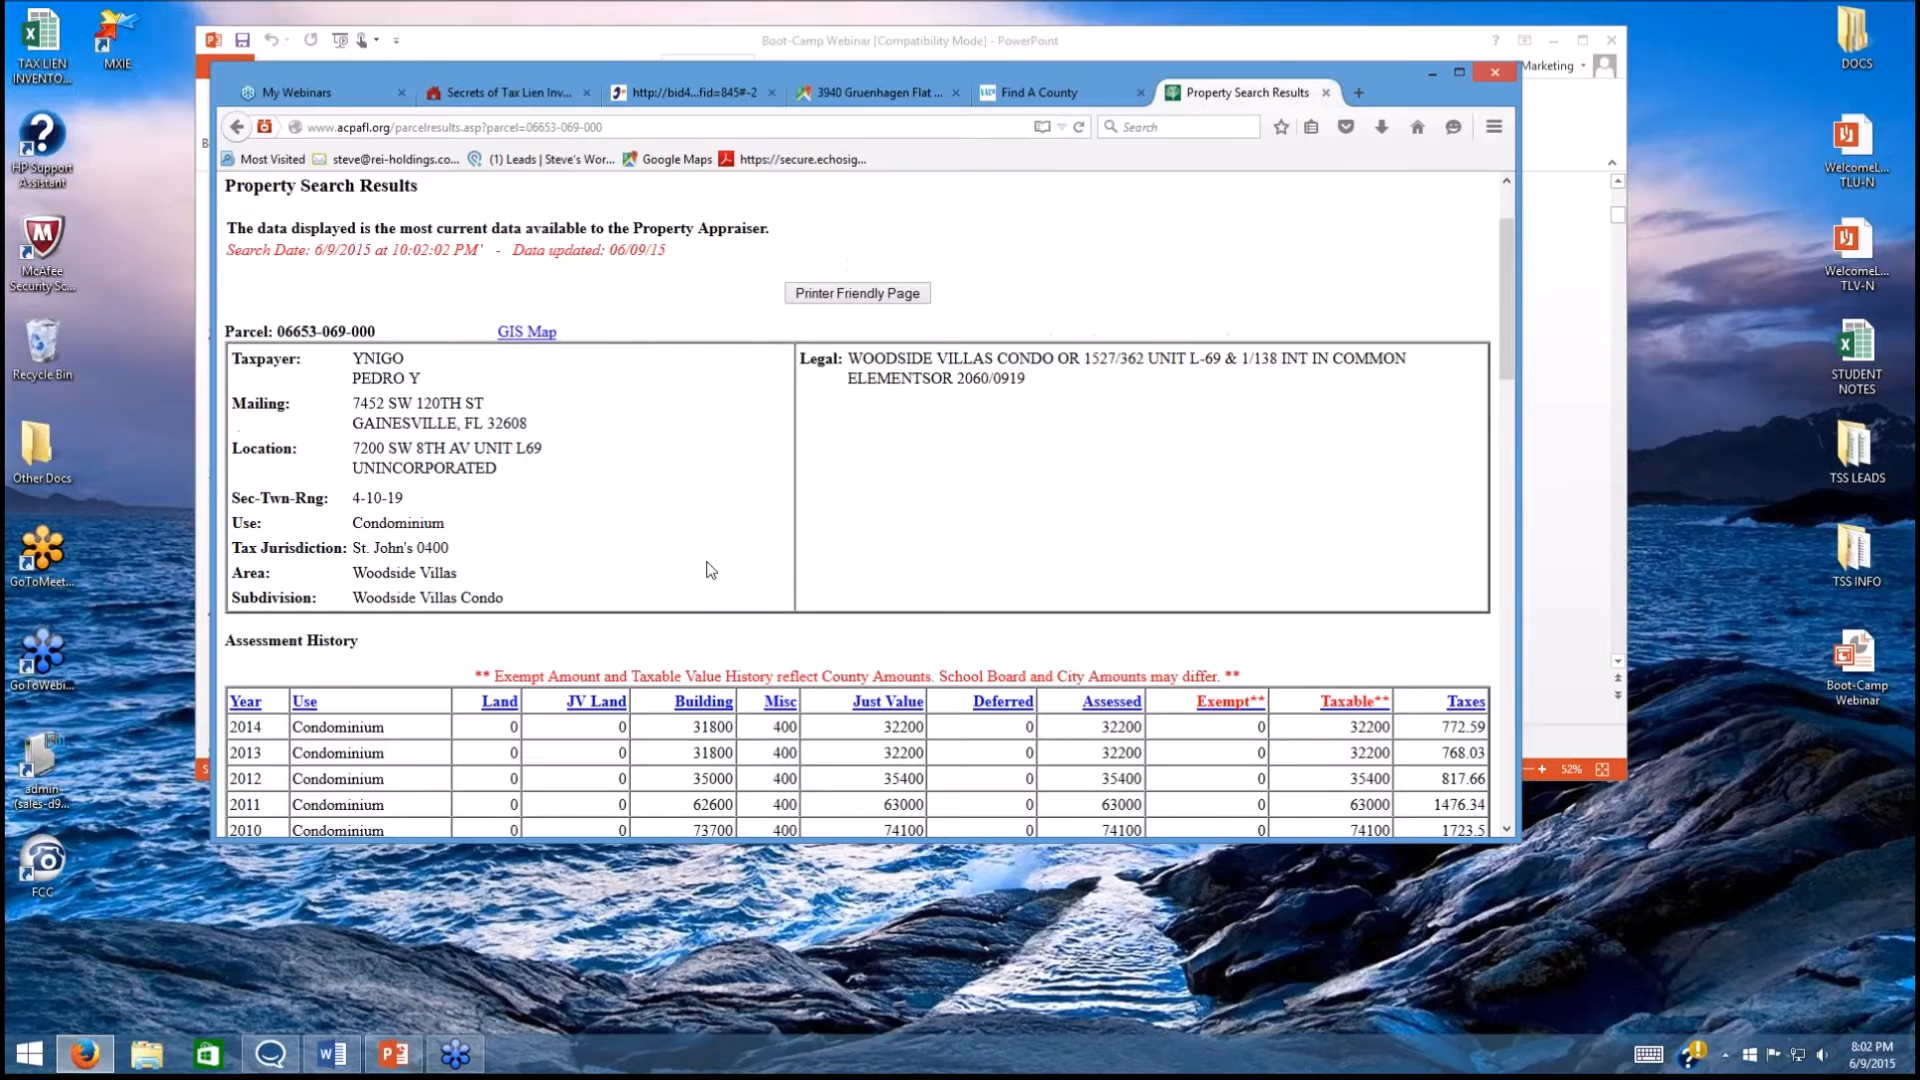 TAX LIEN
INVENTO...
MXIE
HP Support
Assistant
McAfee
Security Sc...
Recycle Bin
Other Docs
GoToMeet...
GoToWebi...
admin
(sales-d9...
FCC
Boot-Camp Webinar [Compatibility Mode] - PowerPoint
Marketing
My Webinars
Secrets of Tax Lien Inv...
http://bid4...fid=845#-2
3940 Gruenhagen Flat ...
Find A County
Property Search Results
www.acpafl.org/parcelresults.asp?parcel=06653-069-000
Search
Most Visited
steve@rei-holdings.co...
(1) Leads | Steve's Wor...
Google Maps
https://secure.echosig...
Property Search Results
The data displayed is the most current data available to the Property Appraiser.
Search Date: 6/9/2015 at 10:02:02 PM' - Data updated: 06/09/15
Printer Friendly Page
Parcel: 06653-069-000 GIS Map
Taxpayer: YNIGO
PEDRO Y
Mailing: 7452 SW 120TH ST
GAINESVILLE, FL 32608
Location: 7200 SW 8TH AV UNIT L69
UNINCORPORATED
Sec-Twn-Rng: 4-10-19
Use: Condominium
Tax Jurisdiction: St. John's 0400
Area: Woodside Villas
Subdivision: Woodside Villas Condo
Legal: WOODSIDE VILLAS CONDO OR 1527/362 UNIT L-69 & 1/138 INT IN COMMON
ELEMENTSOR 2060/0919
Assessment History
** Exempt Amount and Taxable Value History reflect County Amounts. School Board and City Amounts may differ. **
Year Use Land JV Land Building Misc Just Value Deferred Assessed Exempt** Taxable** Taxes
2014 Condominium 0 0 31800 400 32200 0 32200 0 32200 772.59
2013 Condominium 0 0 31800 400 32200 0 32200 0 32200 768.03
2012 Condominium 0 0 35000 400 35400 0 35400 0 35400 817.66
2011 Condominium 0 0 62600 400 63000 0 63000 0 63000 1476.34
2010 Condominium 0 0 73700 400 74100 0 74100 0 74100 1723.5
52%
DOCS
WelcomeL...
TLU-N
WelcomeL...
TLV-N
STUDENT
NOTES
TSS LEADS
TSS INFO
Boot-Camp
Webinar
8:02 PM
6/9/2015